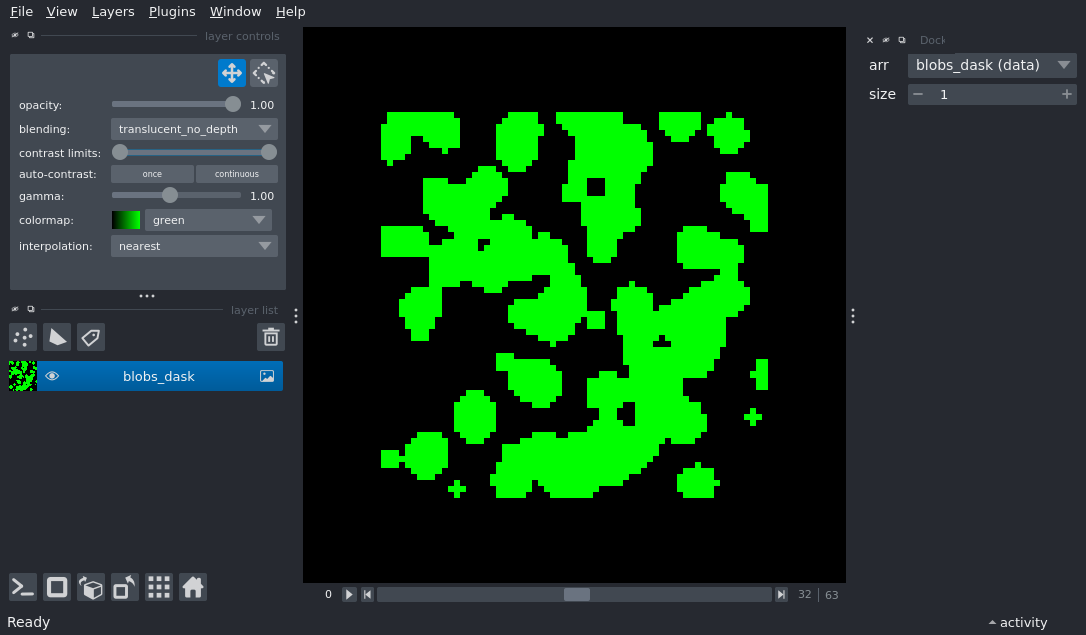 File View Layers Plugins Window Help
layer controls
opacity: 1.00
blending: translucent_no_depth
contrast limits:
auto-contrast: once continuous
gamma: 1.00
colormap: green
interpolation: nearest
layer list
blobs_dask
Dock
arr blobs_dask (data)
size 1
0 32 63
Ready
activity